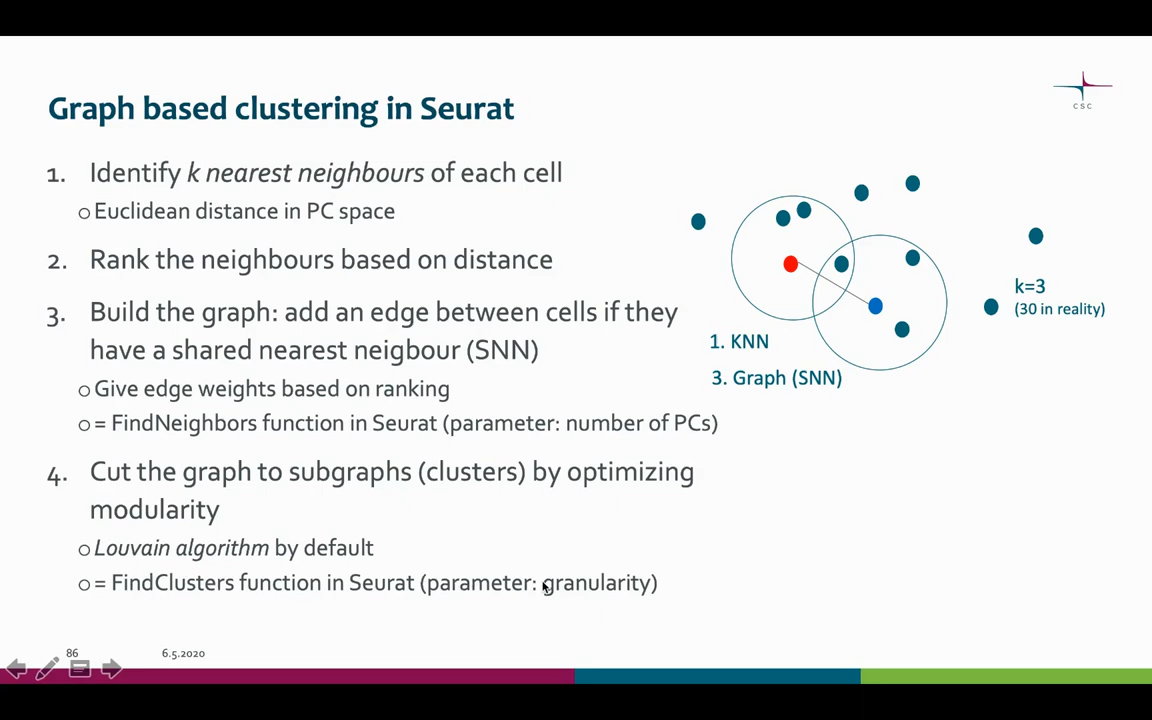 Graph based clustering in Seurat
CSC
1. Identify k nearest neighbours of each cell
o Euclidean distance in PC space
2. Rank the neighbours based on distance
3. Build the graph: add an edge between cells if they
have a shared nearest neigbour (SNN)
o Give edge weights based on ranking
o = FindNeighbors function in Seurat (parameter: number of PCs)
4. Cut the graph to subgraphs (clusters) by optimizing
modularity
o Louvain algorithm by default
o = FindClusters function in Seurat (parameter: granularity)
k=3
(30 in reality)
1. KNN
3. Graph (SNN)
86
6.5.2020